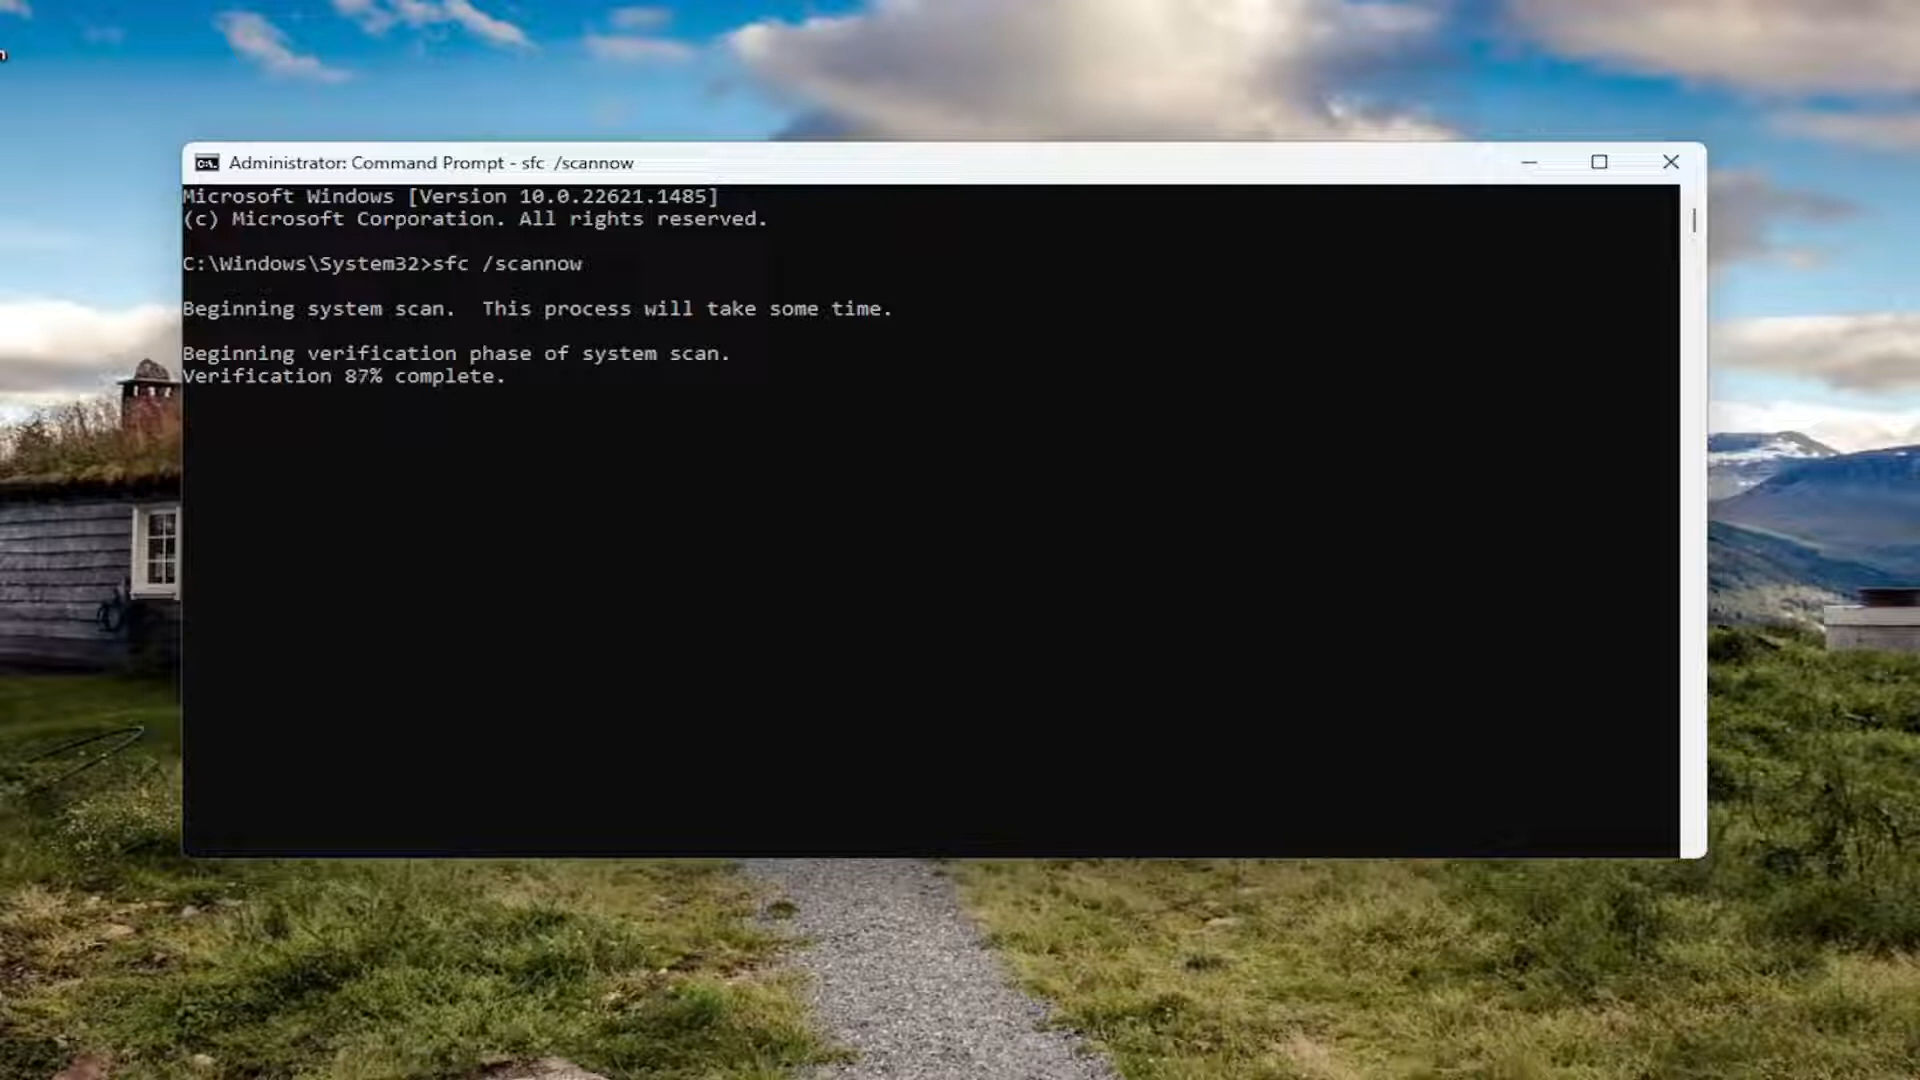 n
Administrator: Command Prompt - sfc  /scannow
Microsoft Windows [Version 10.0.22621.1485]
(c) Microsoft Corporation. All rights reserved.
C:\Windows\System32>sfc /scannow
Beginning system scan.  This process will take some time.
Beginning verification phase of system scan.
Verification 87% complete.